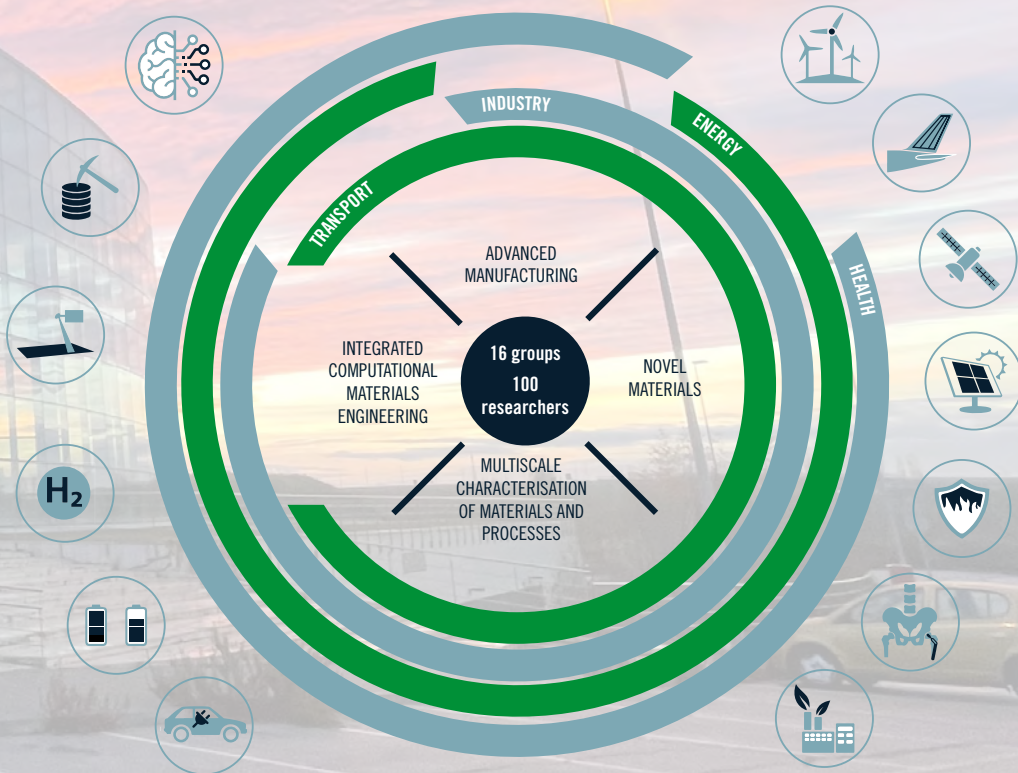 INDUSTRY
ENERGY
TRANSPORT
HEALTH
ADVANCED
MANUFACTURING
INTEGRATED
COMPUTATIONAL
MATERIALS
ENGINEERING
16 groups
100
researchers
NOVEL
MATERIALS
MULTISCALE
CHARACTERISATION
OF MATERIALS AND
PROCESSES
H₂